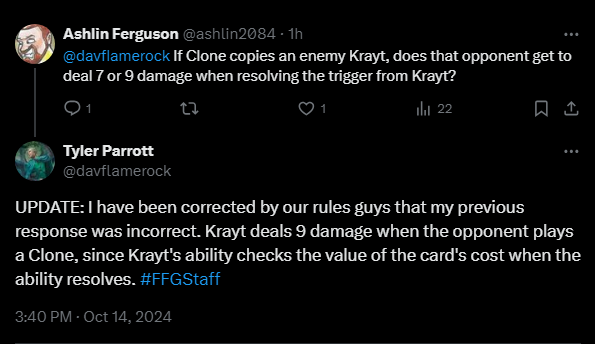 Ashlin Ferguson @ashlin2084 · 1h
@davflamerock If Clone copies an enemy Krayt, does that opponent get to
deal 7 or 9 damage when resolving the trigger from Krayt?
1 1 22
Tyler Parrott
@davflamerock
UPDATE: I have been corrected by our rules guys that my previous
response was incorrect. Krayt deals 9 damage when the opponent plays
a Clone, since Krayt's ability checks the value of the card's cost when the
ability resolves. #FFGStaff
3:40 PM · Oct 14, 2024